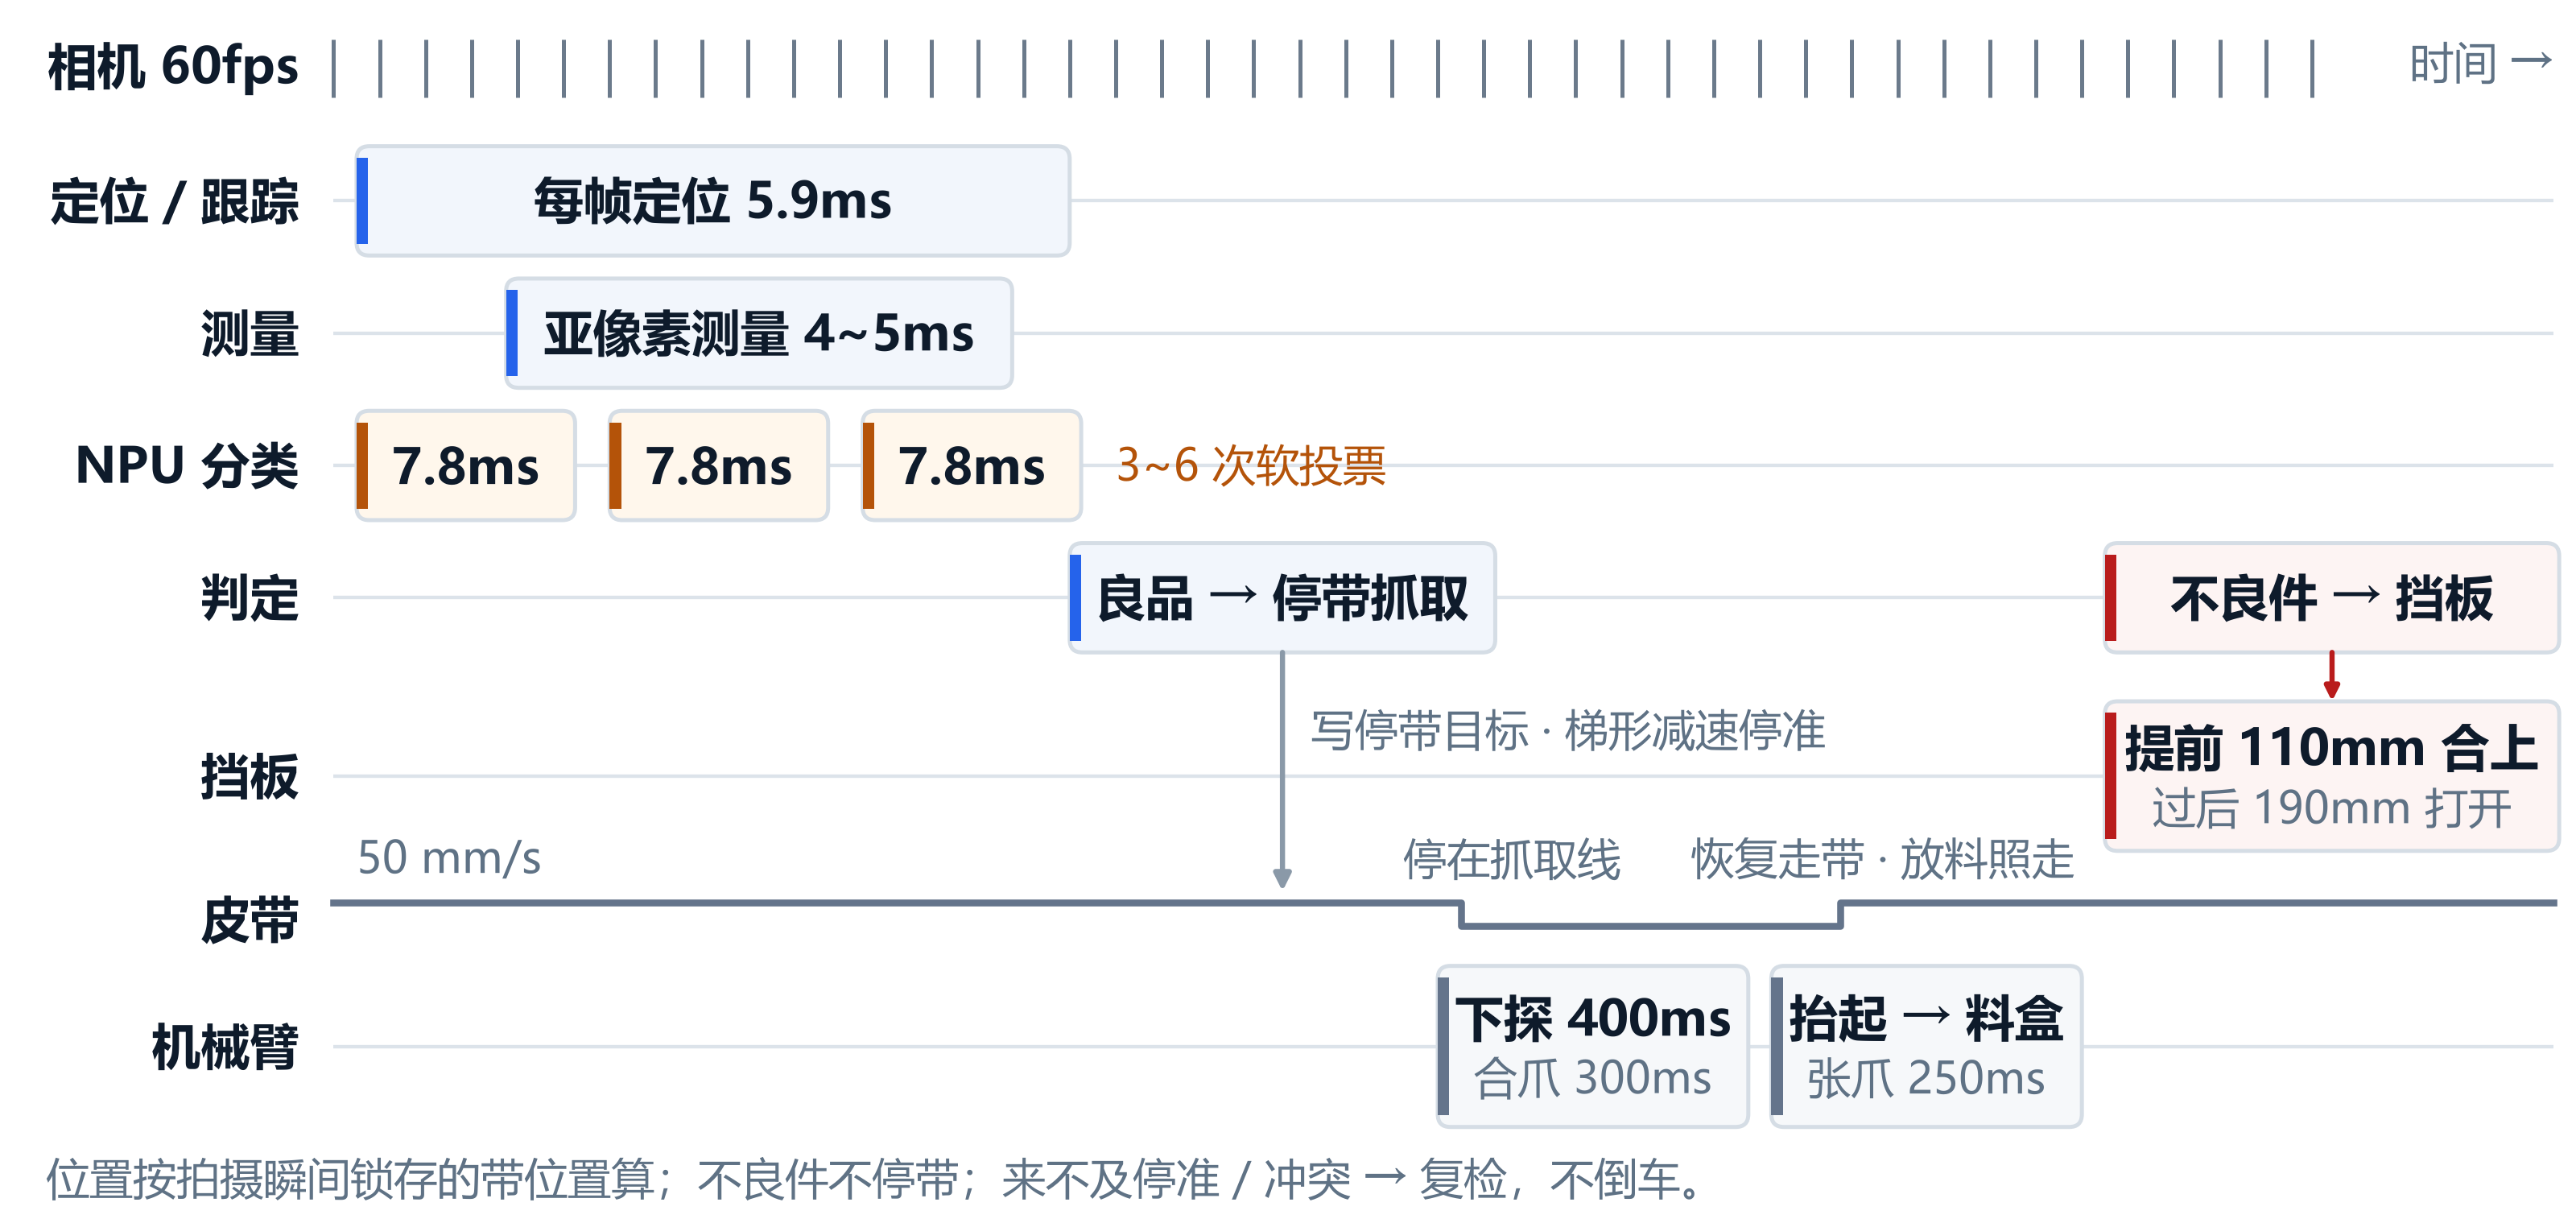 相机 60fps
时间 →
定位 / 跟踪
每帧定位 5.9ms
测量
亚像素测量 4~5ms
NPU 分类
7.8ms
7.8ms
7.8ms
3~6 次软投票
判定
良品 → 停带抓取
不良件 → 挡板
写停带目标 · 梯形减速停准
挡板
提前 110mm 合上
过后 190mm 打开
50 mm/s
停在抓取线
恢复走带 · 放料照走
皮带
机械臂
下探 400ms
合爪 300ms
抬起 → 料盒
张爪 250ms
位置按拍摄瞬间锁存的带位置算；不良件不停带；来不及停准 / 冲突 → 复检，不倒车。